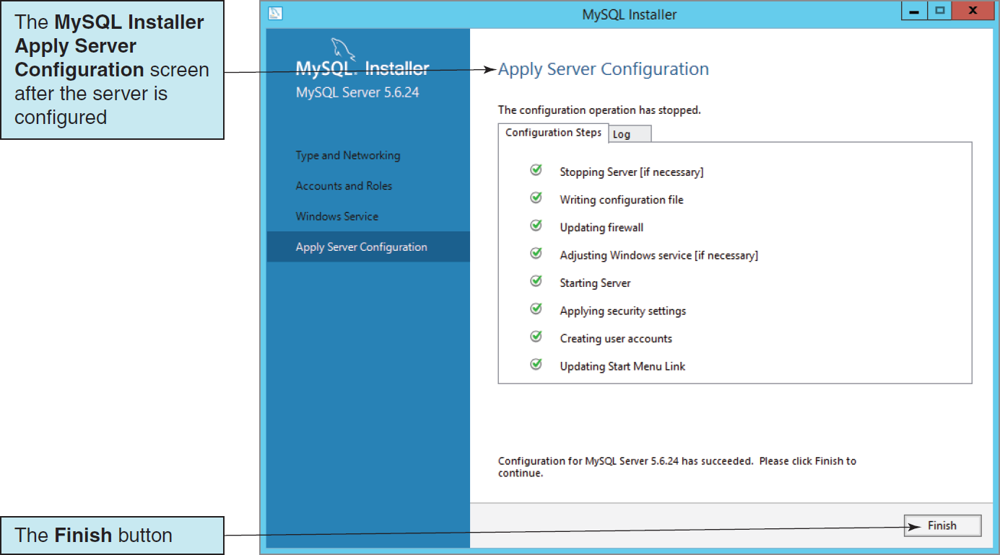 The MySQL Installer
Apply Server
Configuration screen
after the server is
configured
MySQL Installer
MySQL. Installer
MySQL Server 5.6.24
Type and Networking
Accounts and Roles
Windows Service
Apply Server Configuration
Apply Server Configuration
The configuration operation has stopped.
Configuration Steps Log
Stopping Server [if necessary]
Writing configuration file
Updating firewall
Adjusting Windows service [if necessary]
Starting Server
Applying security settings
Creating user accounts
Updating Start Menu Link
Configuration for MySQL Server 5.6.24 has succeeded. Please click Finish to
continue.
The Finish button
Finish